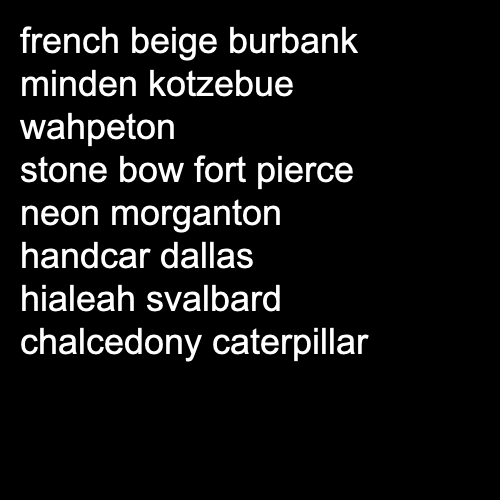 french beige burbank
minden kotzebue
wahpeton
stone bow fort pierce
neon morganton
handcar dallas
hialeah svalbard
chalcedony caterpillar